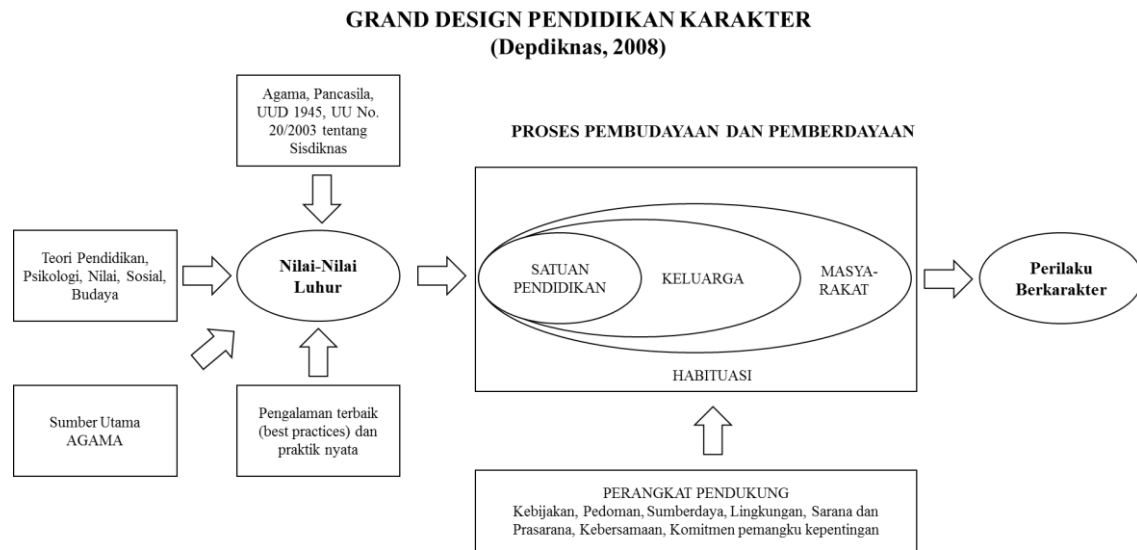 GRAND DESIGN PENDIDIKAN KARAKTER
(Depdiknas, 2008)
Agama, Pancasila,
UUD 1945, UU No.
20/2003 tentang
Sisdiknas
PROSES PEMBUDAYAAN DAN PEMBERDAYAAN
Teori Pendidikan,
Psikologi, Nilai, Sosial,
Budaya
Nilai-Nilai
Luhur
SATUAN
PENDIDIKAN
KELUARGA
MASYA-
RAKAT
Perilaku
Berkarakter
HABITUASI
Sumber Utama
AGAMA
Pengalaman terbaik
(best practices) dan
praktik nyata
PERANGKAT PENDUKUNG
Kebijakan, Pedoman, Sumberdaya, Lingkungan, Sarana dan
Prasarana, Kebersamaan, Komitmen pemangku kepentingan